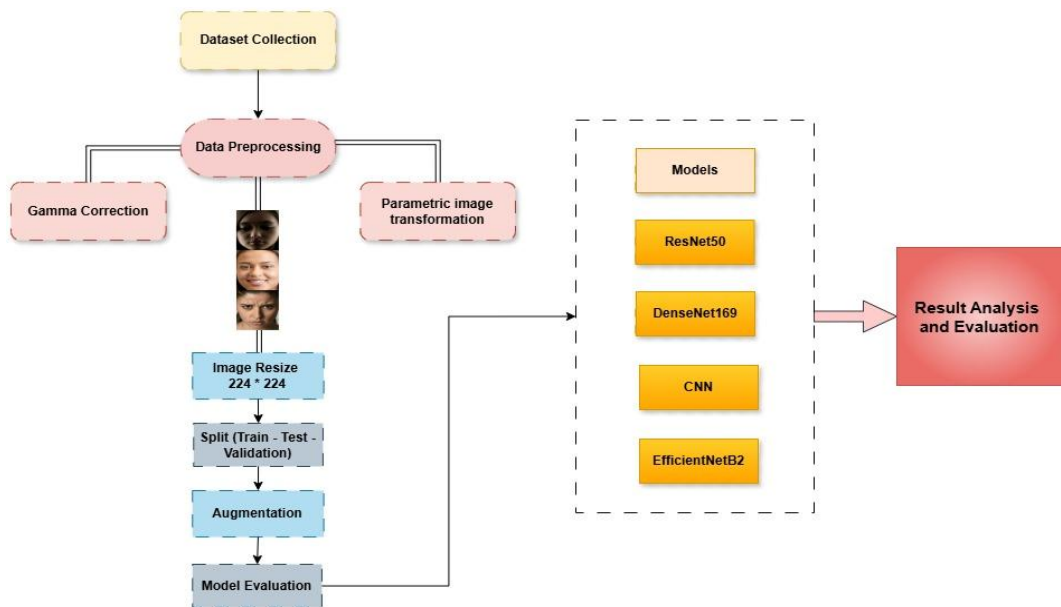 Dataset Collection
Data Preprocessing
Gamma Correction
Parametric image
transformation
Image Resize
224 * 224
Split (Train - Test -
Validation)
Augmentation
Model Evaluation
Models
ResNet50
DenseNet169
CNN
EfficientNetB2
Result Analysis
and Evaluation